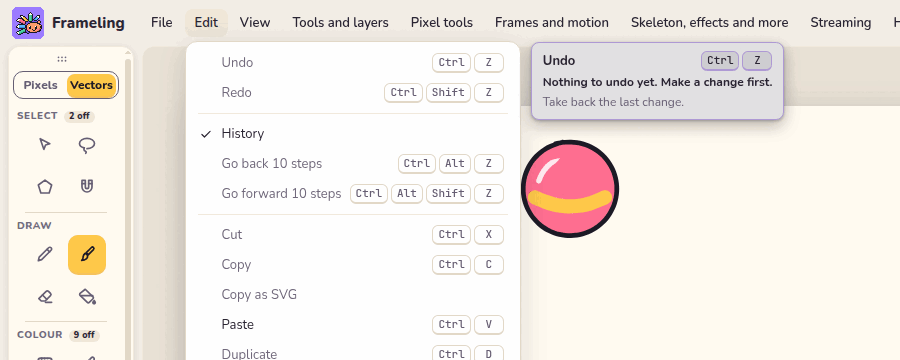 Frameling File Edit View Tools and layers Pixel tools Frames and motion Skeleton, effects and more Streaming
Pixels Vectors
SELECT 2 off
DRAW
COLOUR 9 off
Undo Ctrl Z
Redo Ctrl Shift Z
History
Go back 10 steps Ctrl Alt Z
Go forward 10 steps Ctrl Alt Shift Z
Cut Ctrl X
Copy Ctrl C
Copy as SVG
Paste Ctrl V
Duplicate Ctrl D
Undo Ctrl Z
Nothing to undo yet. Make a change first.
Take back the last change.